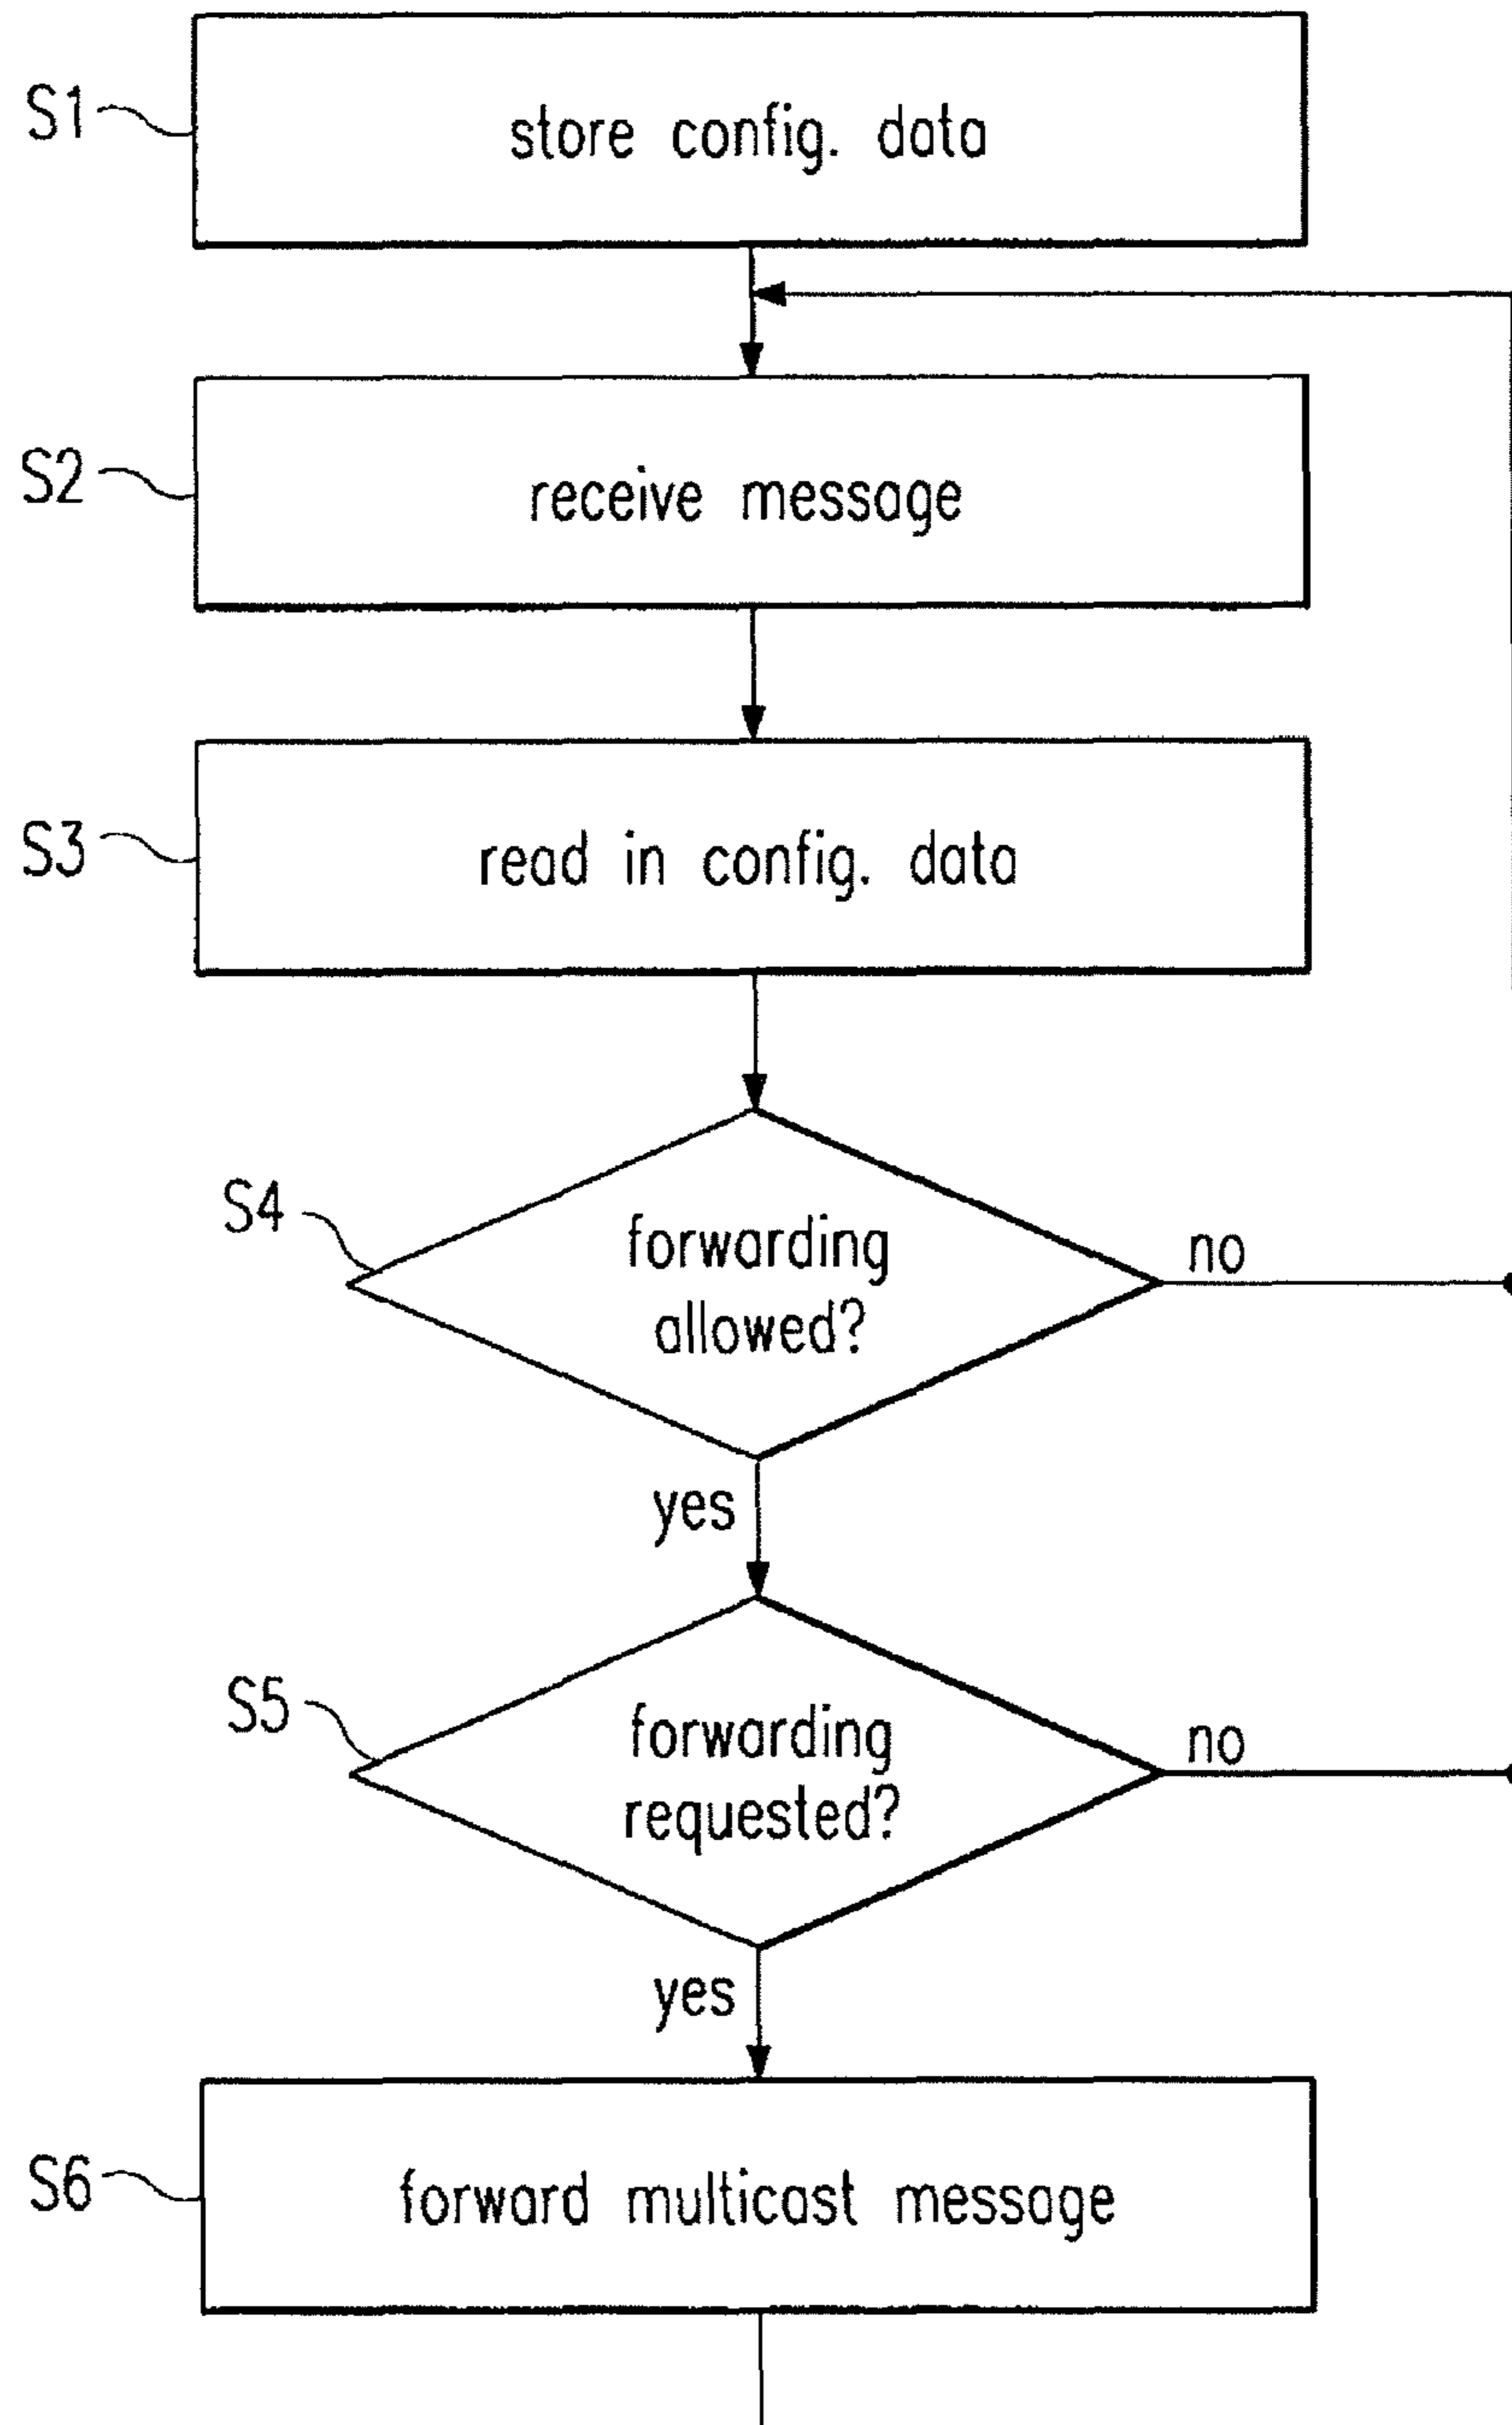 S1
store config. data
S2
receive message
S3
read in config. data
S4
forwarding
allowed?
no
yes
S5
forwarding
requested?
no
yes
S6
forward multicast message